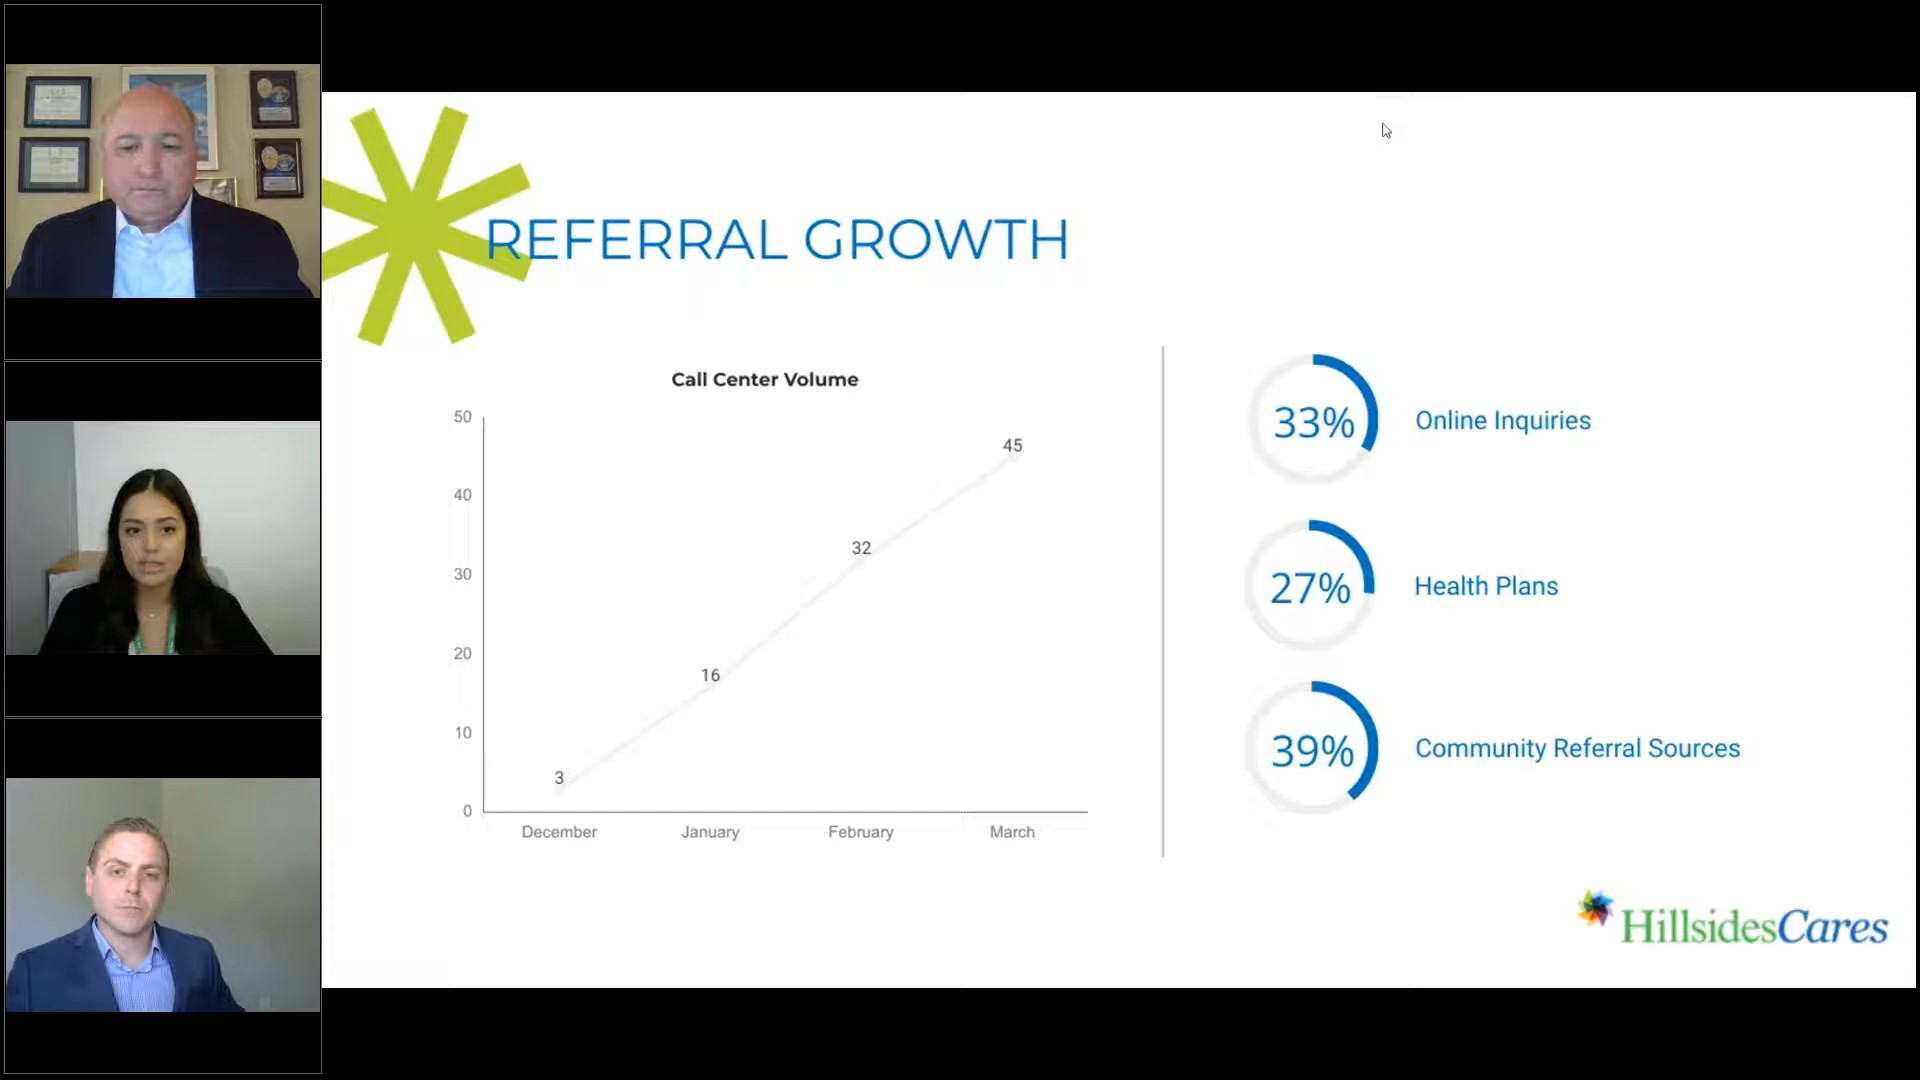 REFERRAL GROWTH
Call Center Volume
50
40
30
20
10
0
3
16
32
45
December
January
February
March
33%
Online Inquiries
27%
Health Plans
39%
Community Referral Sources
HillsidesCares